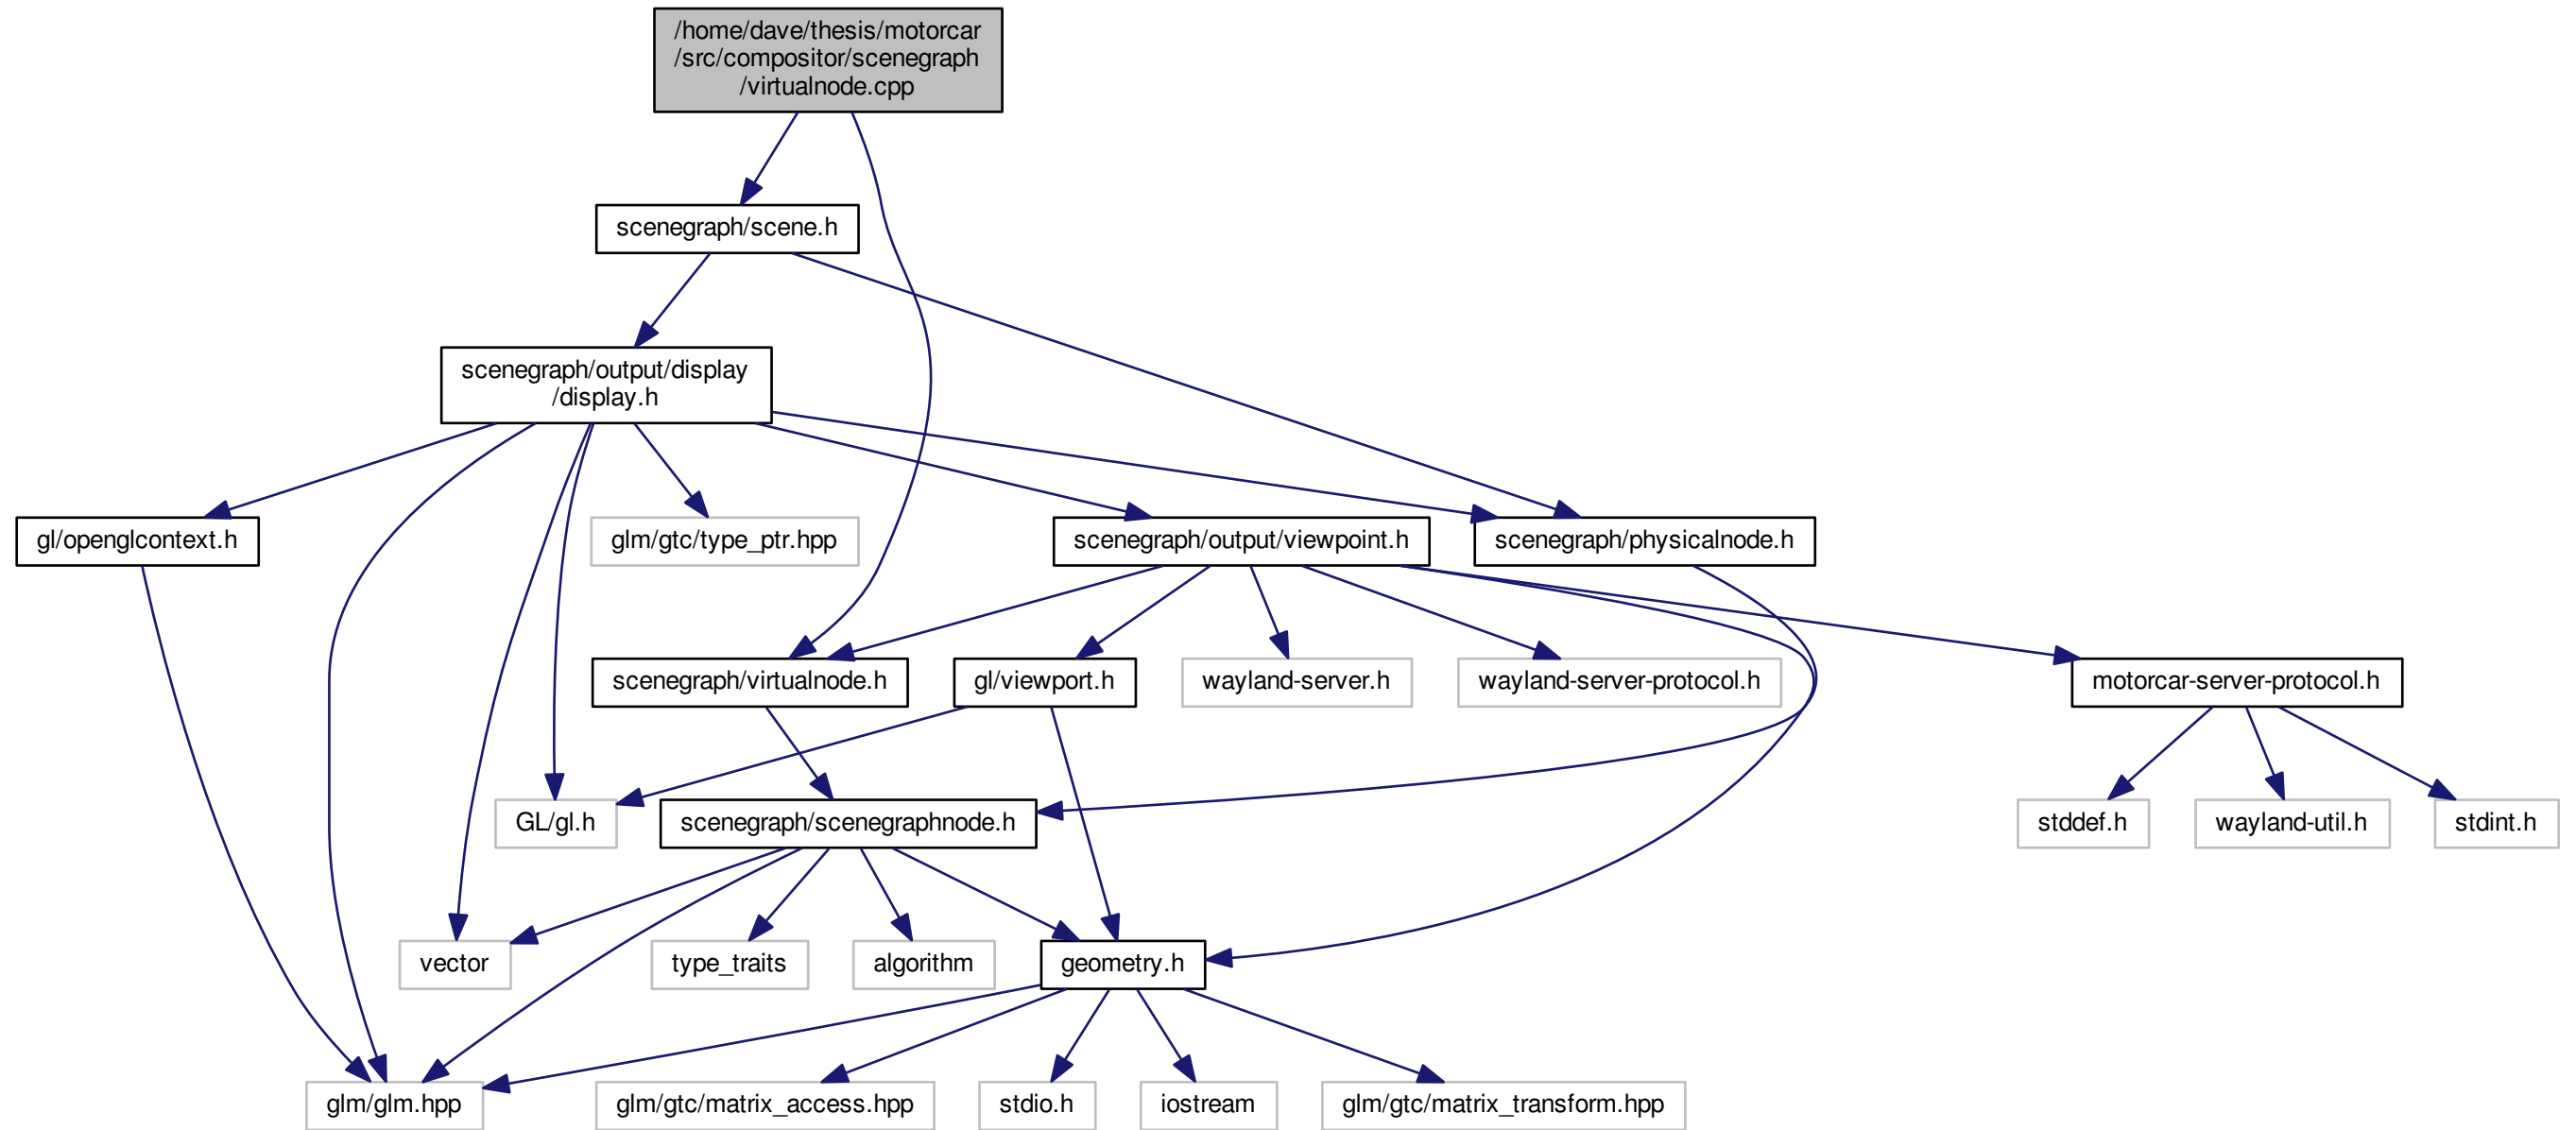 /home/dave/thesis/motorcar
/src/compositor/scenegraph
/virtualnode.cpp
scenegraph/scene.h
scenegraph/output/display
/display.h
gl/openglcontext.h
glm/gtc/type_ptr.hpp
scenegraph/output/viewpoint.h
scenegraph/physicalnode.h
scenegraph/virtualnode.h
gl/viewport.h
wayland-server.h
wayland-server-protocol.h
motorcar-server-protocol.h
GL/gl.h
scenegraph/scenegraphnode.h
stddef.h
wayland-util.h
stdint.h
vector
type_traits
algorithm
geometry.h
glm/glm.hpp
glm/gtc/matrix_access.hpp
stdio.h
iostream
glm/gtc/matrix_transform.hpp